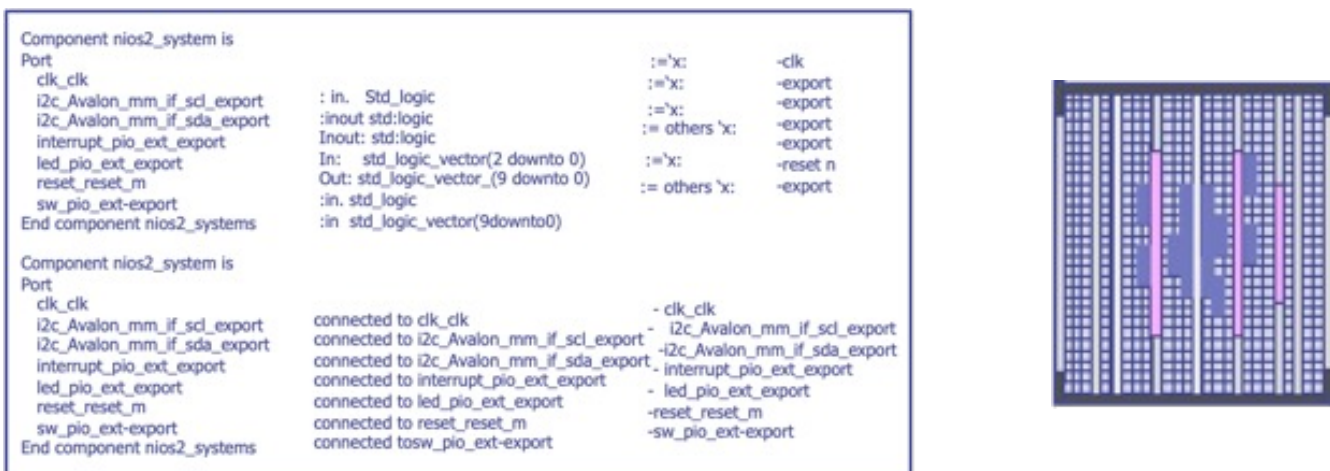 Component nios2_system is
Port
clk_clk
i2c_Avalon_mm_if_scl_export
i2c_Avalon_mm_if_sda_export
interrupt_pio_ext_export
led_pio_ext_export
reset_reset_m
sw_pio_ext-export
End component nios2_systems
: in. Std_logic
:inout std:logic
Inout: std:logic
In: std_logic_vector(2 downto 0)
Out: std_logic_vector_(9 downto 0)
:in. std_logic
:in std_logic_vector(9downto0)
:='x:
:='x:
:='x:
:= others 'x:
:='x:
:= others 'x:
-clk
-export
-export
-export
-export
-reset n
-export
Component nios2_system is
Port
clk_clk
i2c_Avalon_mm_if_scl_export
i2c_Avalon_mm_if_sda_export
interrupt_pio_ext_export
led_pio_ext_export
reset_reset_m
sw_pio_ext-export
End component nios2_systems
connected to clk_clk
connected to i2c_Avalon_mm_if_scl_export
connected to i2c_Avalon_mm_if_sda_export
connected to interrupt_pio_ext_export
connected to led_pio_ext_export
connected to reset_reset_m
connected tosw_pio_ext-export
- clk_clk
- i2c_Avalon_mm_if_scl_export
-i2c_Avalon_mm_if_sda_export
- interrupt_pio_ext_export
- led_pio_ext_export
-reset_reset_m
-sw_pio_ext-export